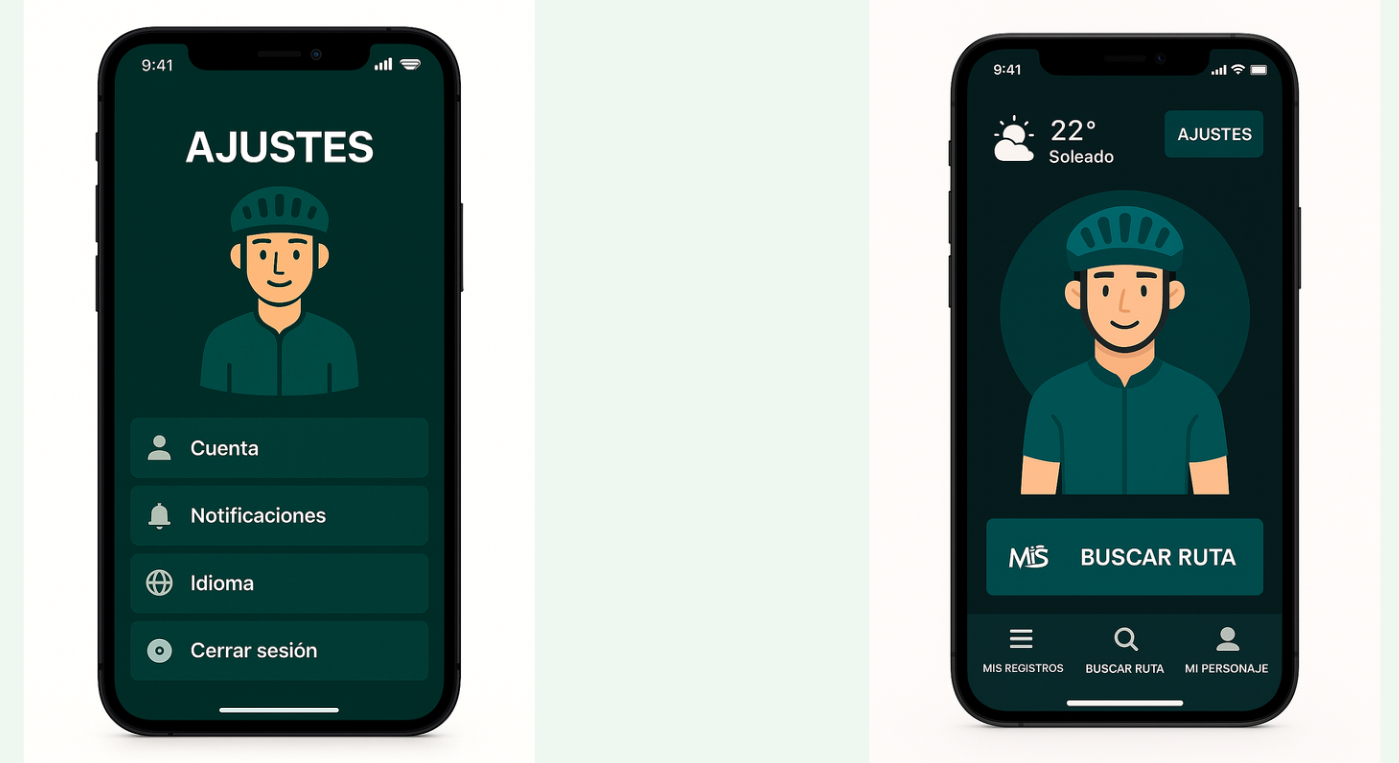 9:41
AJUSTES
Cuenta
Notificaciones
Idioma
Cerrar sesión
9:41
22°
Soleado
AJUSTES
MiS
BUSCAR RUTA
MIS REGISTROS
BUSCAR RUTA
MI PERSONAJE